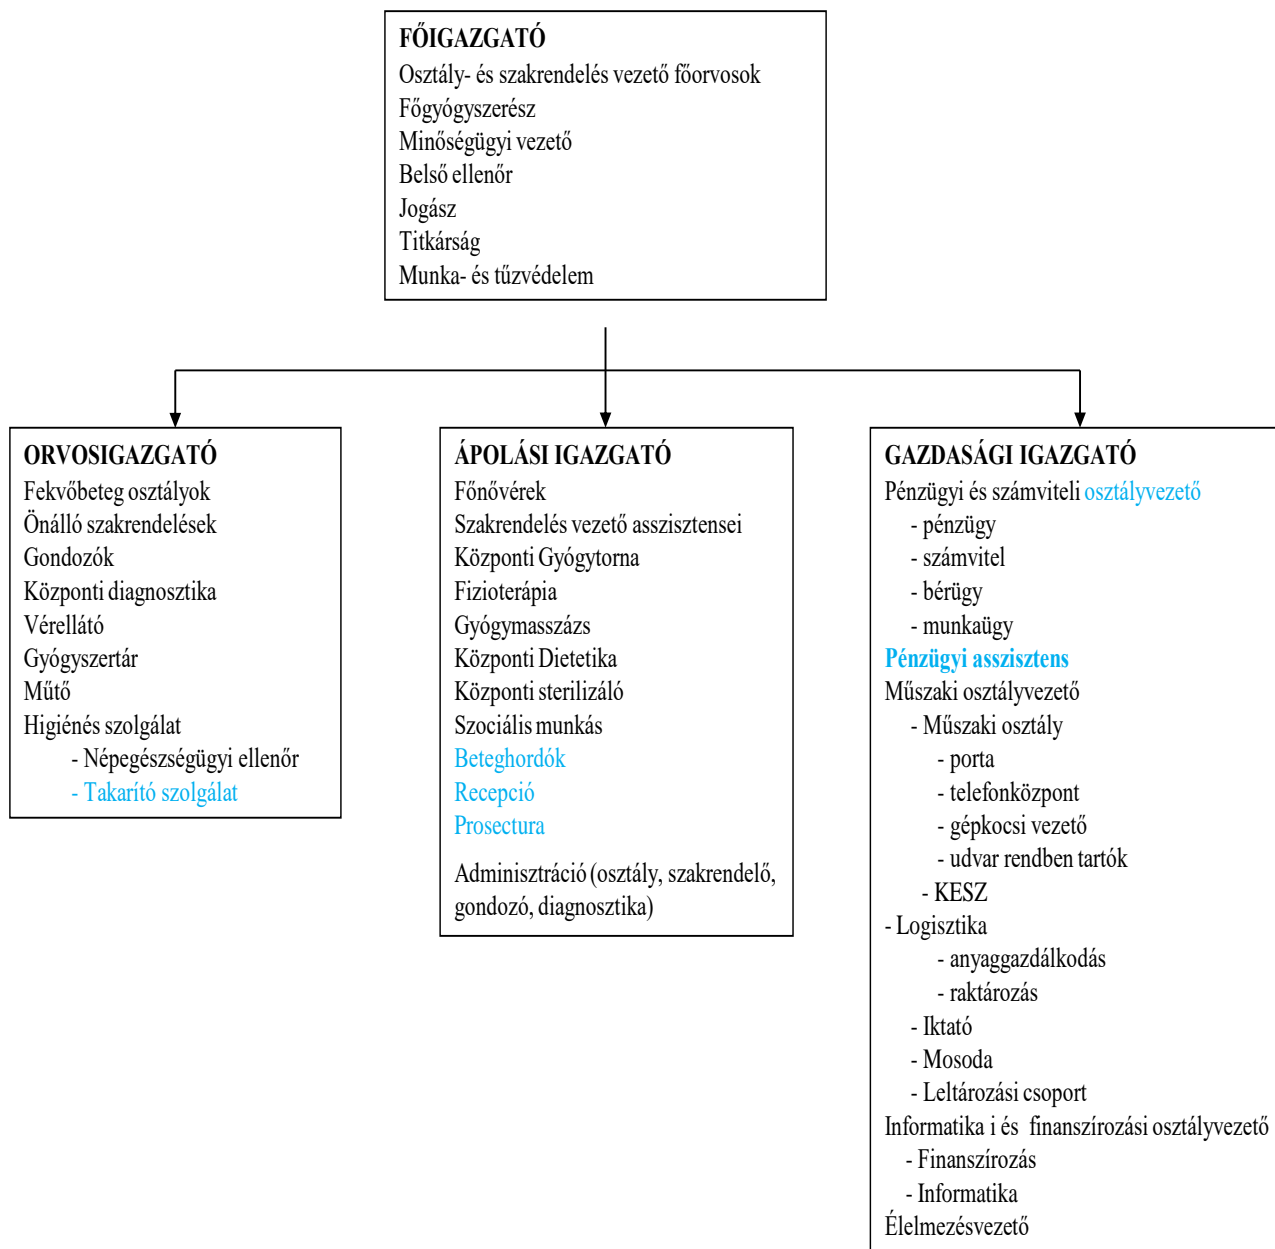 FŐIGAZGATÓ
Osztály- és szakrendelés vezető főorvosok
Főgyógyszerész
Minőségügyi vezető
Belső ellenőr
Jogász
Titkárság
Munka- és tűzvédelem
ORVOSIGAZGATÓ
Fekvőbeteg osztályok
Önálló szakrendelések
Gondozók
Központi diagnosztika
Vérellátó
Gyógyszertár
Műtő
Higiénés szolgálat
- Népegészségügyi ellenőr
- Takarító szolgálat
ÁPOLÁSI IGAZGATÓ
Főnővérek
Szakrendelés vezető asszisztensei
Központi Gyógytorna
Fizioterápia
Gyógymasszázs
Központi Dietetika
Központi sterilizáló
Szociális munkás
Beteghordók
Recepció
Prosectura
Adminisztráció (osztály, szakrendelő,
gondozó, diagnosztika)
GAZDASÁGI IGAZGATÓ
Pénzügyi és számviteli osztályvezető
- pénzügy
- számvitel
- bérügy
- munkaügy
Pénzügyi asszisztens
Műszaki osztályvezető
- Műszaki osztály
- porta
- telefonközpont
- gépkocsi vezető
- udvar rendben tartók
- KESZ
- Logisztika
- anyaggazdálkodás
- raktározás
- Iktató
- Mosoda
- Leltározási csoport
Informatika i és finanszírozási osztályvezető
- Finanszírozás
- Informatika
Élelmezésvezető